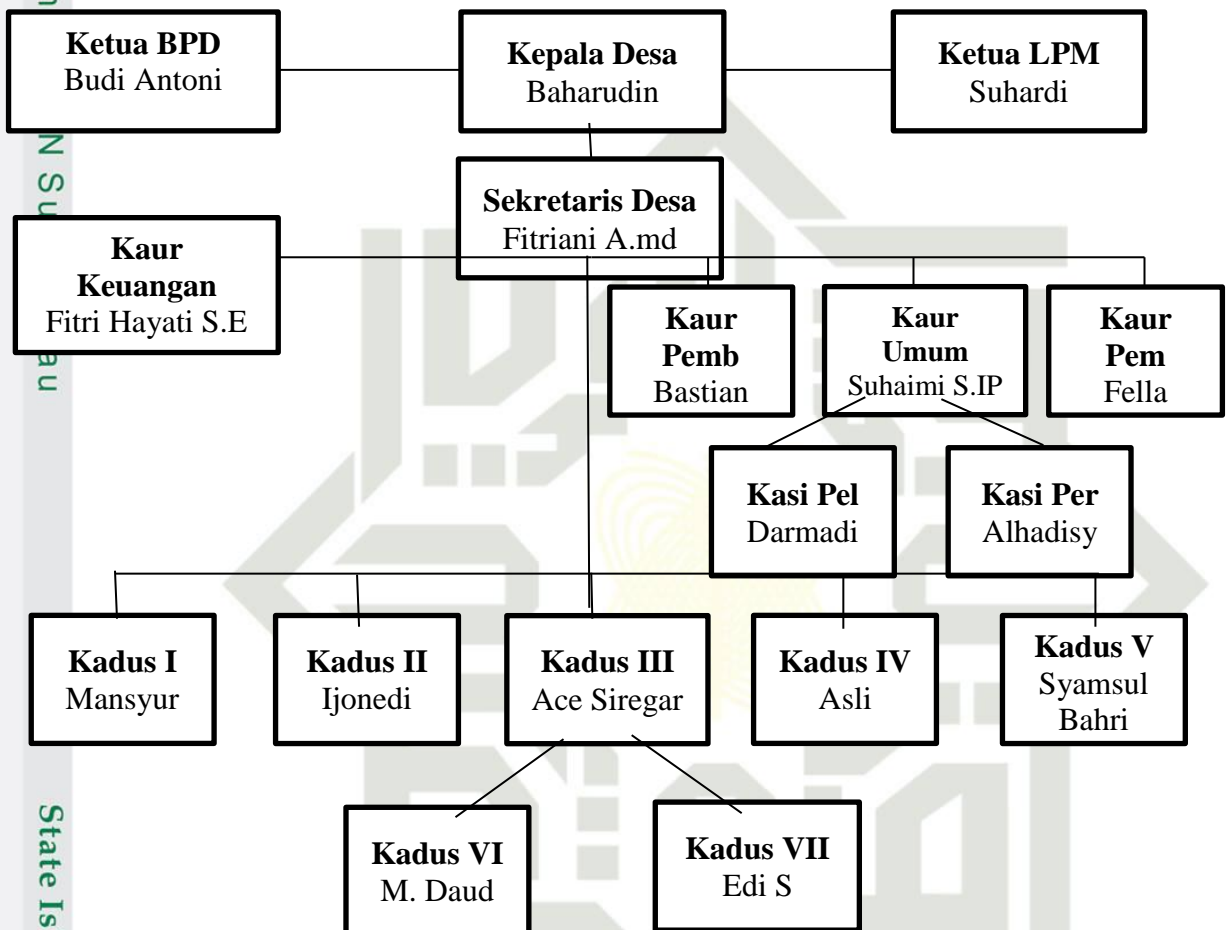 Ketua BPD
Budi Antoni
Kepala Desa
Baharudin
Ketua LPM
Suhardi
Sekretaris Desa
Fitriani A.md
Kaur
Keuangan
Fitri Hayati S.E
Kaur
Pemb
Bastian
Kaur
Umum
Suhaimi S.IP
Kaur
Pem
Fella
Kasi Pel
Darmadi
Kasi Per
Alhadisy
Kadus I
Mansyur
Kadus II
Ijonedi
Kadus III
Ace Siregar
Kadus IV
Asli
Kadus V
Syamsul
Bahri
Kadus VI
M. Daud
Kadus VII
Edi S
N Su
au
State Is